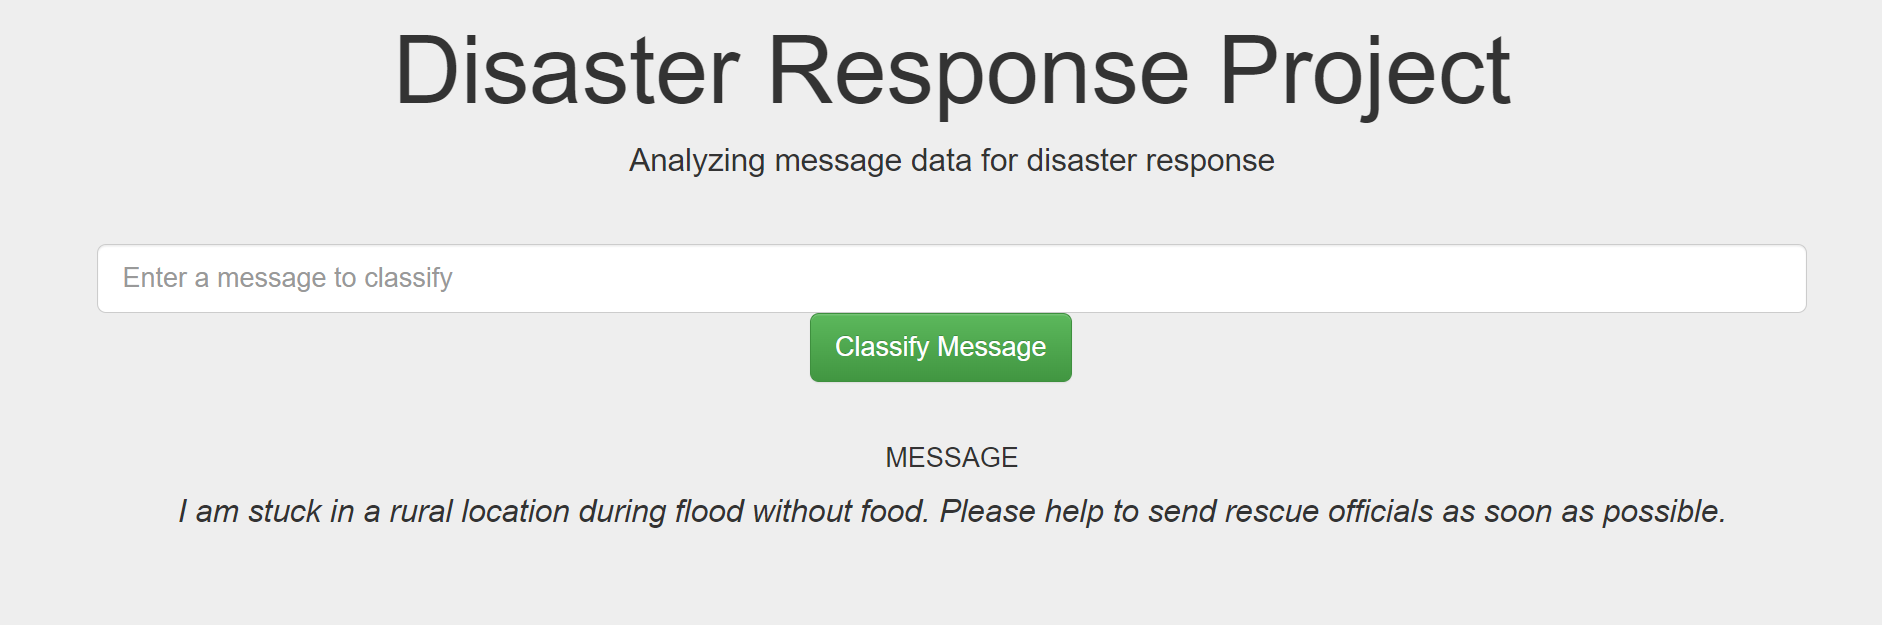 Disaster Response Project
Analyzing message data for disaster response
Enter a message to classify
Classify Message
MESSAGE
I am stuck in a rural location during flood without food. Please help to send rescue officials as soon as possible.